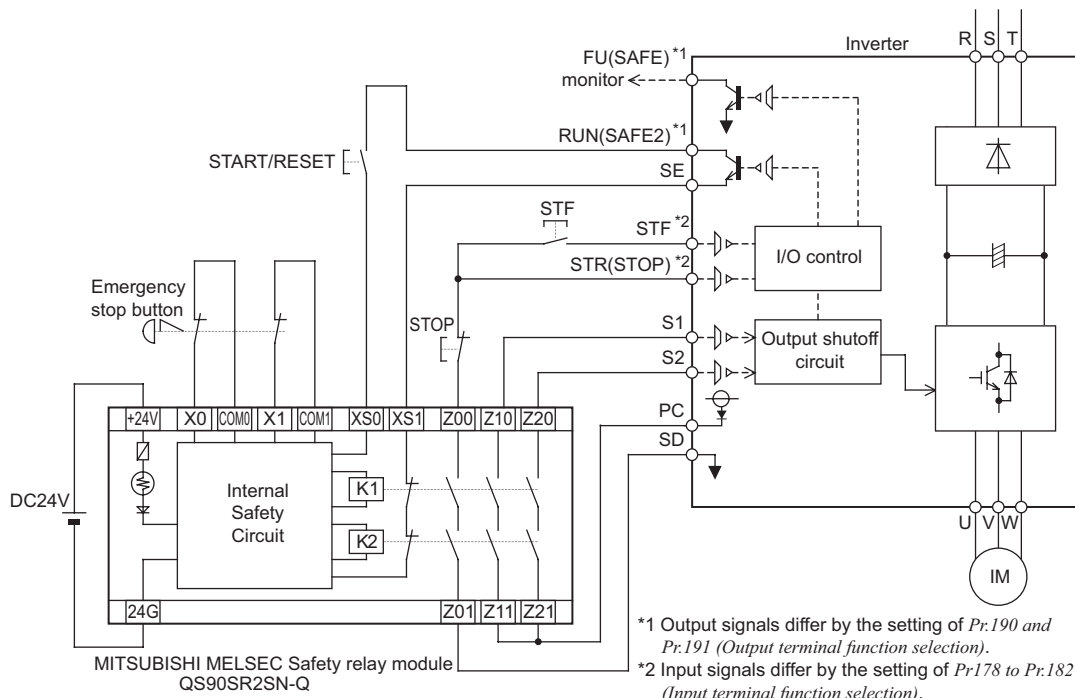 R S T
Inverter
FU(SAFE) *1
monitor
RUN(SAFE2) *1
START/RESET
SE
STF
STF *2
I/O control
STR(STOP) *2
Emergency
stop button
STOP
S1
Output shutoff
circuit
S2
+24V X0 COM0 X1 COM1 XS0 XS1 Z00 Z10 Z20
PC
SD
DC24V
Internal
Safety
Circuit
K1
K2
U V W
IM
24G Z01 Z11 Z21
MITSUBISHI MELSEC Safety relay module
QS90SR2SN-Q
*1 Output signals differ by the setting of Pr.190 and
Pr.191 (Output terminal function selection).
*2 Input signals differ by the setting of Pr178 to Pr.182
(Input terminal function selection).